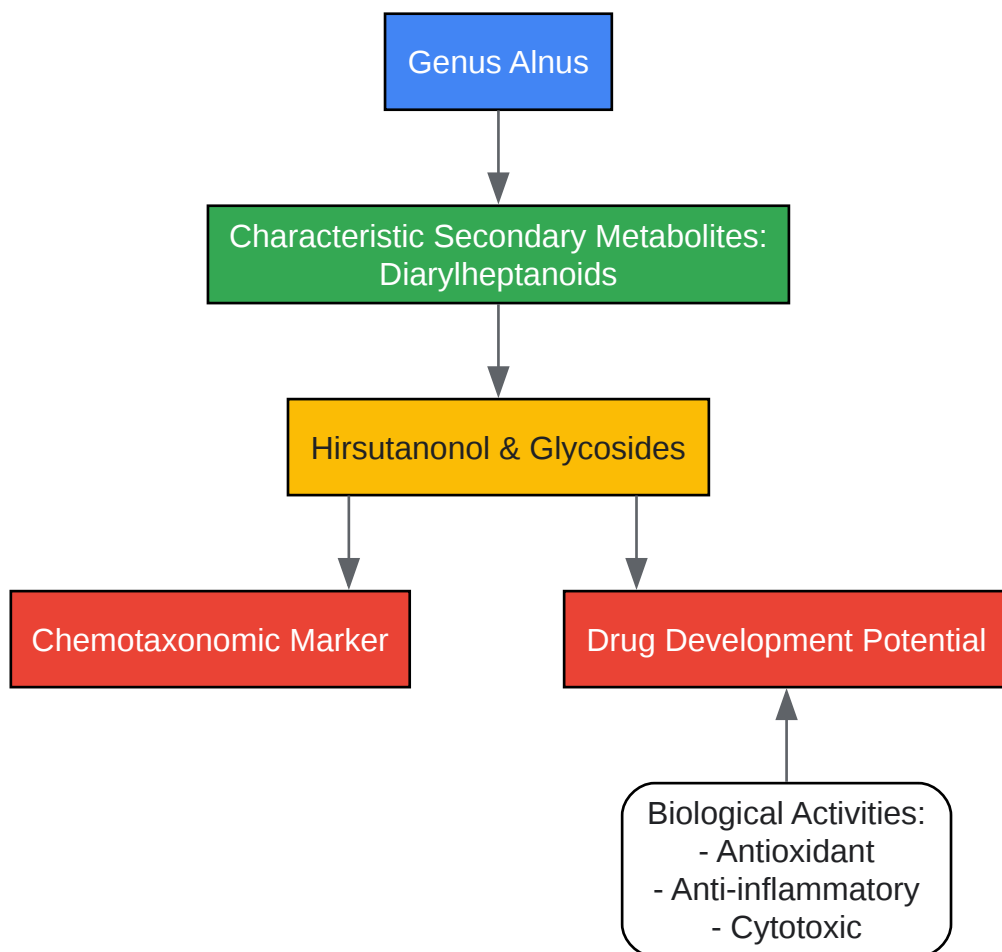 Genus Alnus
Characteristic Secondary Metabolites:
Diarylheptanoids
Hirsutanonol & Glycosides
Chemotaxonomic Marker
Drug Development Potential
Biological Activities:
- Antioxidant
- Anti-inflammatory
- Cytotoxic